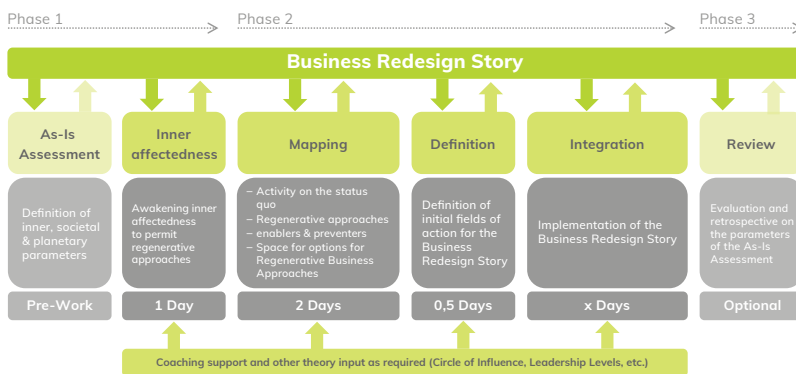 Phase 1
Phase 2
Phase 3
Business Redesign Story
As-Is
Assessment
Inner
affectedness
Mapping
Definition
Integration
Review
Definition of
inner, societal
& planetary
parameters
Awakening inner
affectedness
to permit
regenerative
approaches
– Activity on the status
quo
– Regenerative approaches
– enablers & preventers
– Space for options for
Regenerative Business
Approaches
Definition of
initial fields of
action for the
Business
Redesign Story
Implementation of the
Business Redesign Story
Evaluation and
retrospective on
the parameters
of the As-Is
Assessment
Pre-Work
1 Day
2 Days
0,5 Days
x Days
Optional
Coaching support and other theory input as required (Circle of Influence, Leadership Levels, etc.)